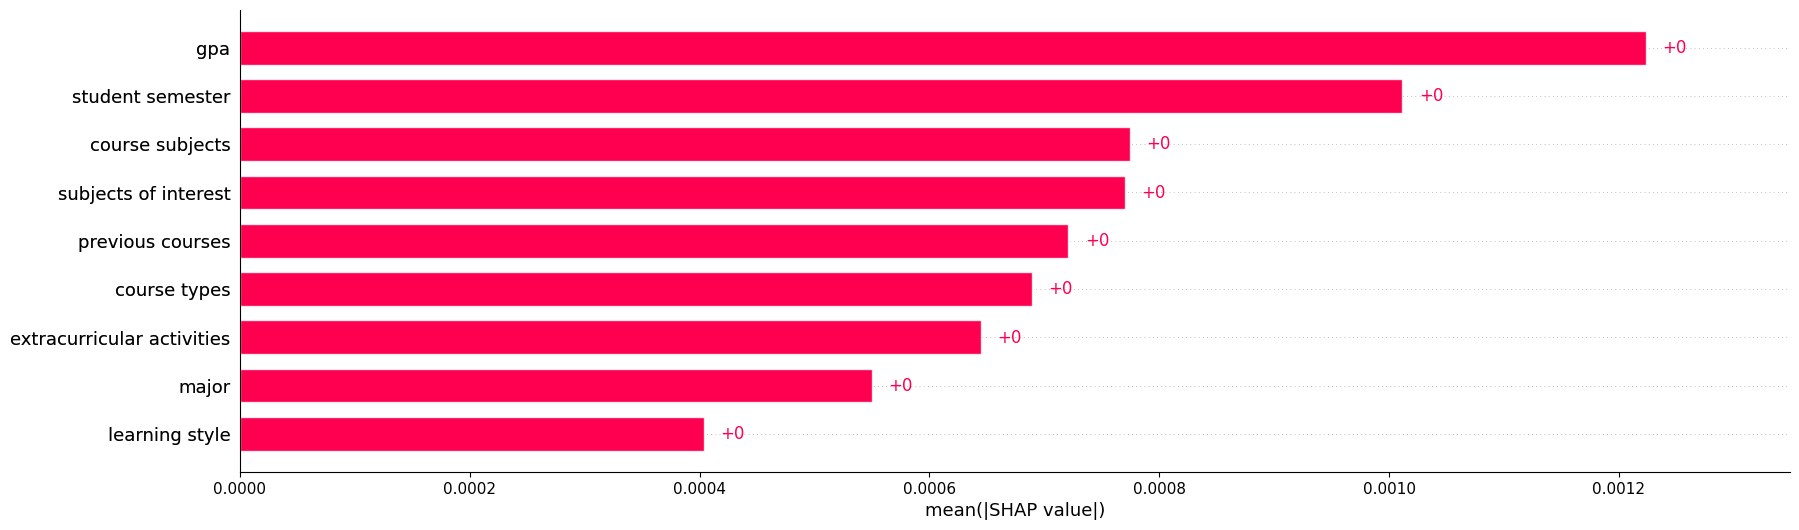 gpa +0
student semester +0
course subjects +0
subjects of interest +0
previous courses +0
course types +0
extracurricular activities +0
major +0
learning style +0
0.0000 0.0002 0.0004 0.0006 0.0008 0.0010 0.0012
mean(|SHAP value|)